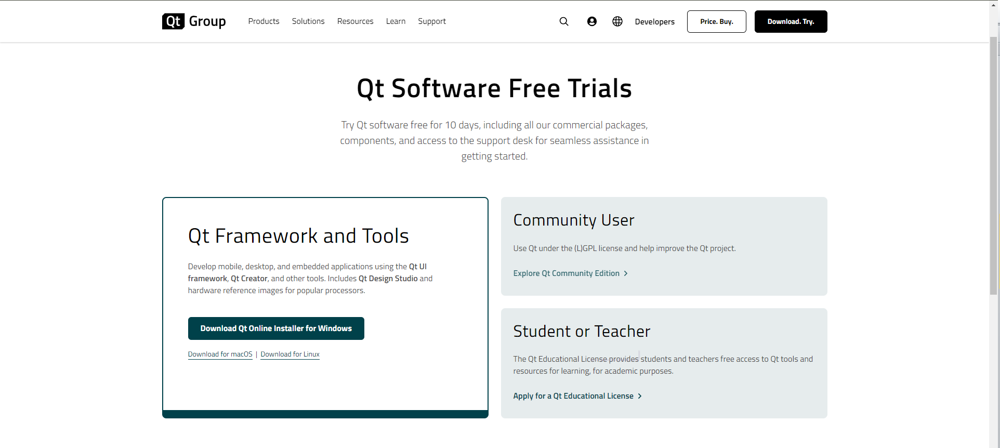 Qt Group
Products
Solutions
Resources
Learn
Support
Developers
Price. Buy.
Download. Try.
Qt Software Free Trials
Try Qt software free for 10 days, including all our commercial packages,
components, and access to the support desk for seamless assistance in
getting started.
Qt Framework and Tools
Develop mobile, desktop, and embedded applications using the Qt UI
framework, Qt Creator, and other tools. Includes Qt Design Studio and
hardware reference images for popular processors.
Download Qt Online Installer for Windows
Download for macOS | Download for Linux
Community User
Use Qt under the (L)GPL license and help improve the Qt project.
Explore Qt Community Edition
Student or Teacher
The Qt Educational License provides students and teachers free access to Qt tools and
resources for learning, for academic purposes.
Apply for a Qt Educational License